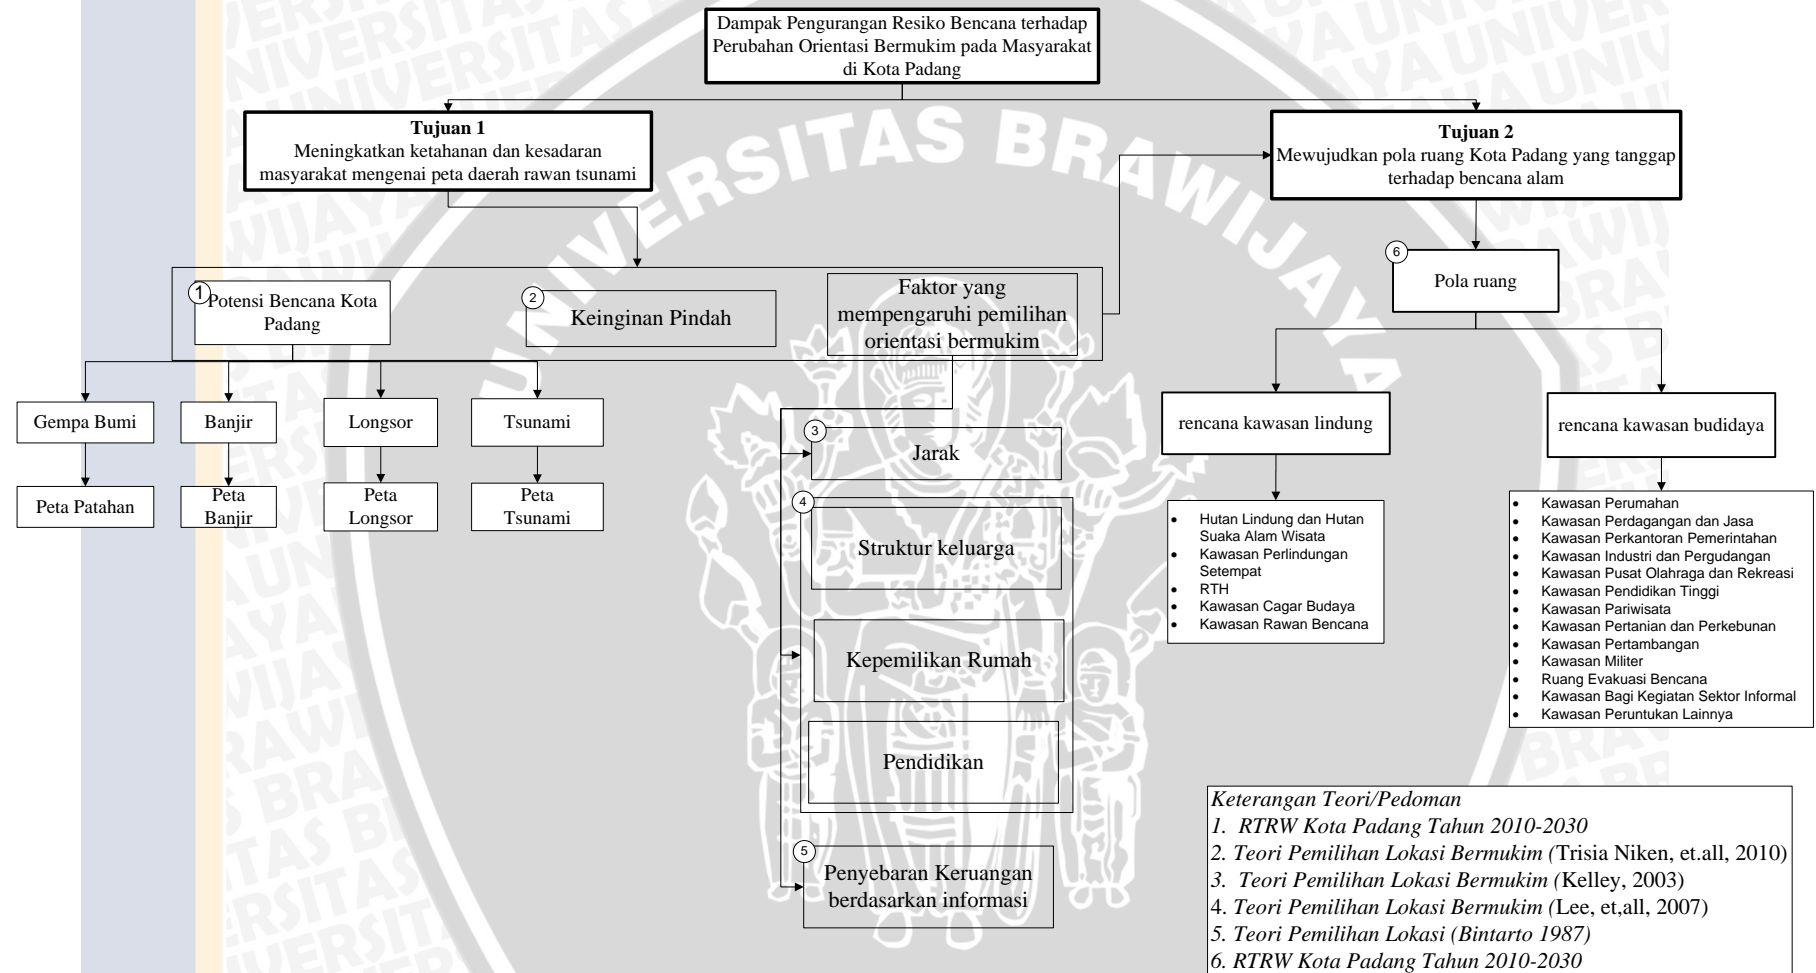 Dampak Pengurangan Resiko Bencana terhadap
Perubahan Orientasi Bermukim pada Masyarakat
di Kota Padang
Tujuan 1
Meningkatkan ketahanan dan kesadaran
masyarakat mengenai peta daerah rawan tsunami
Tujuan 2
Mewujudkan pola ruang Kota Padang yang tanggap
terhadap bencana alam
UNIVERSITAS BRAWIJAYA
1
Potensi Bencana Kota
Padang
2
Keinginan Pindah
Faktor yang
mempengaruhi pemilihan
orientasi bermukim
6
Pola ruang
Gempa Bumi
Banjir
Longsor
Tsunami
Peta Patahan
Peta
Banjir
Peta
Longsor
Peta
Tsunami
3
Jarak
4
Struktur keluarga
Kepemilikan Rumah
Pendidikan
5
Penyebaran Keruangan
berdasarkan informasi
rencana kawasan lindung
• Hutan Lindung dan Hutan
Suaka Alam Wisata
• Kawasan Perlindungan
Setempat
• RTH
• Kawasan Cagar Budaya
• Kawasan Rawan Bencana
rencana kawasan budidaya
• Kawasan Perumahan
• Kawasan Perdagangan dan Jasa
• Kawasan Perkantoran Pemerintahan
• Kawasan Industri dan Pergudangan
• Kawasan Pusat Olahraga dan Rekreasi
• Kawasan Pendidikan Tinggi
• Kawasan Pariwisata
• Kawasan Pertanian dan Perkebunan
• Kawasan Pertambangan
• Kawasan Militer
• Ruang Evakuasi Bencana
• Kawasan Bagi Kegiatan Sektor Informal
• Kawasan Peruntukan Lainnya
Keterangan Teori/Pedoman
1. RTRW Kota Padang Tahun 2010-2030
2. Teori Pemilihan Lokasi Bermukim (Trisia Niken, et.all, 2010)
3. Teori Pemilihan Lokasi Bermukim (Kelley, 2003)
4. Teori Pemilihan Lokasi Bermukim (Lee, et,all, 2007)
5. Teori Pemilihan Lokasi (Bintarto 1987)
6. RTRW Kota Padang Tahun 2010-2030